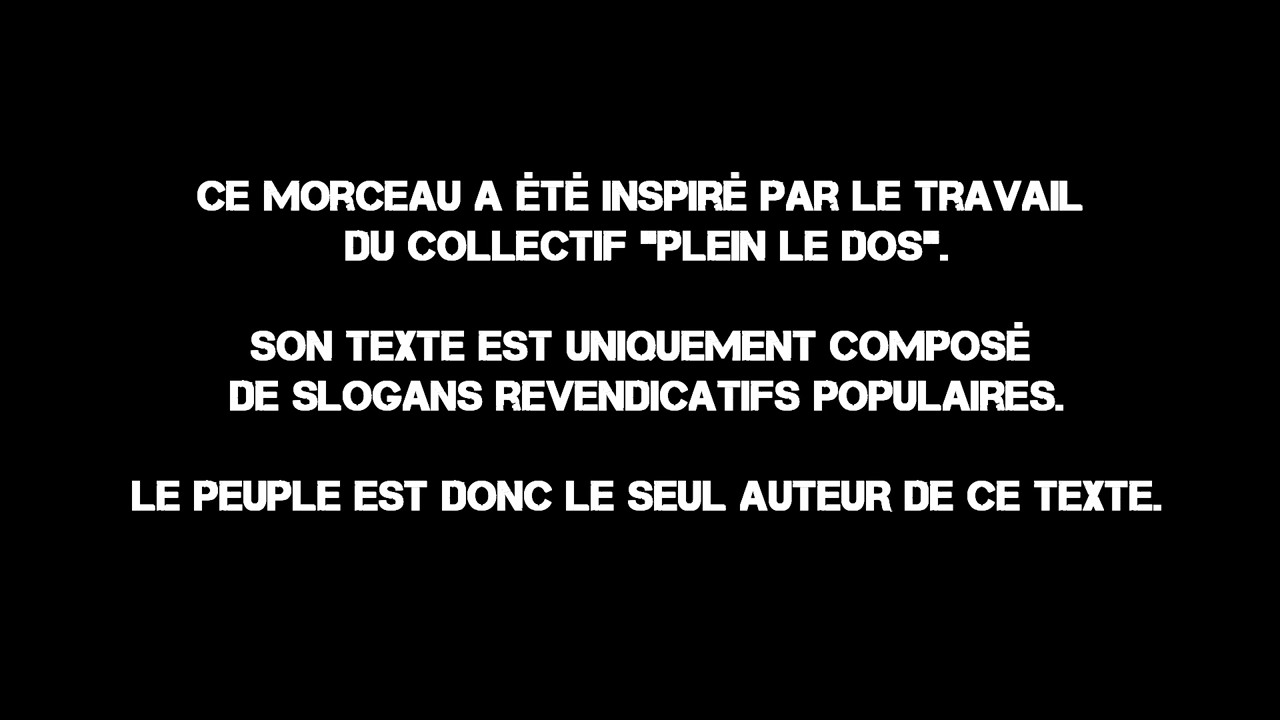 CE MORCEAU A ÉTÉ INSPIRÉ PAR LE TRAVAIL
DU COLLECTIF "PLEIN LE DOS".
SON TEXTE EST UNIQUEMENT COMPOSÉ
DE SLOGANS REVENDICATIFS POPULAIRES.
LE PEUPLE EST DONC LE SEUL AUTEUR DE CE TEXTE.